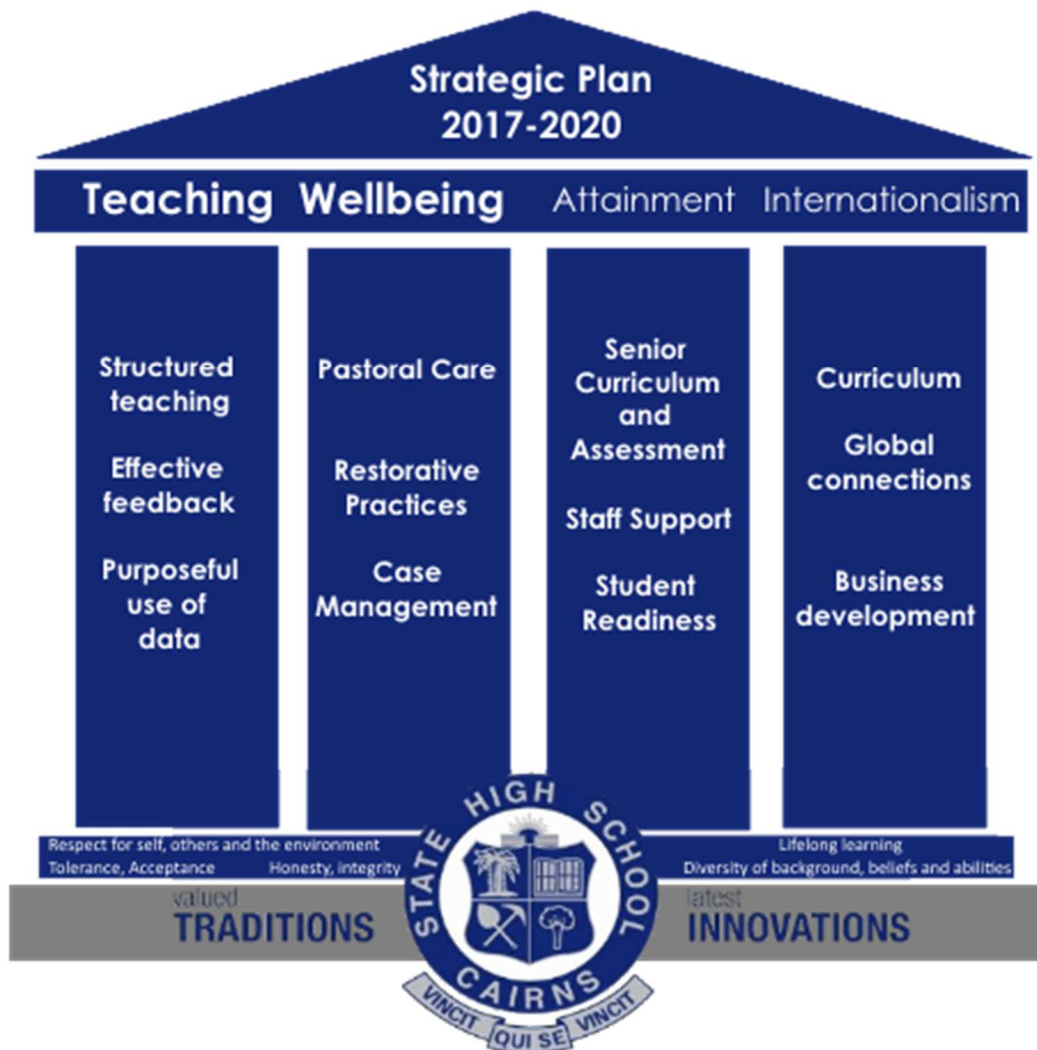 Strategic Plan
2017-2020
Teaching Wellbeing Attainment Internationalism
Structured
teaching
Effective
feedback
Purposeful
use of
data
Pastoral Care
Restorative
Practices
Case
Management
Senior
Curriculum
and
Assessment
Staff Support
Student
Readiness
Curriculum
Global
connections
Business
development
Respect for self, others and the environment
Tolerance, Acceptance Honesty, integrity
Lifelong learning
Diversity of background, beliefs and abilities
valued
TRADITIONS
latest
INNOVATIONS
STATE HIGH SCHOOL
CAIRNS
VINCIT QUI SE VINCIT